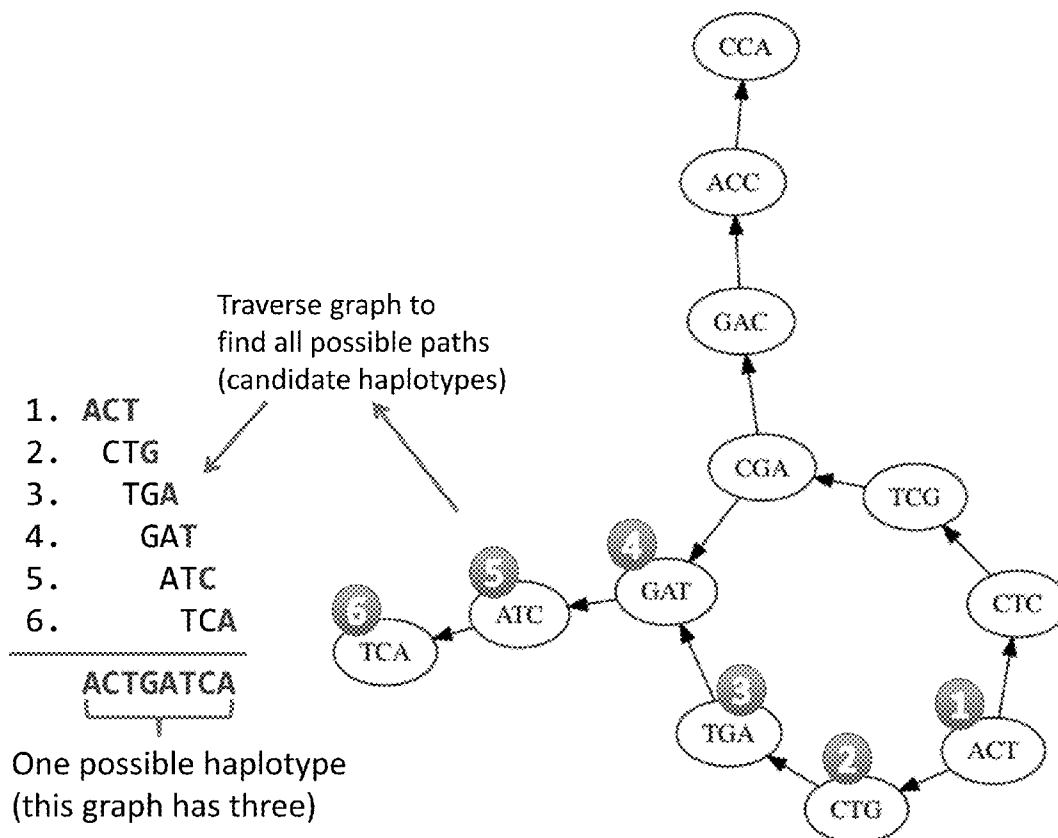 CCA
ACC
GAC
Traverse graph to
find all possible paths
(candidate haplotypes)
1. ACT
2. CTG
3. TGA
4. GAT
5. ATC
6. TCA
ACTGATCA
One possible haplotype
(this graph has three)
CGA
TCG
4
GAT
5
ATC
CTC
6
TCA
3
TGA
1
ACT
2
CTG